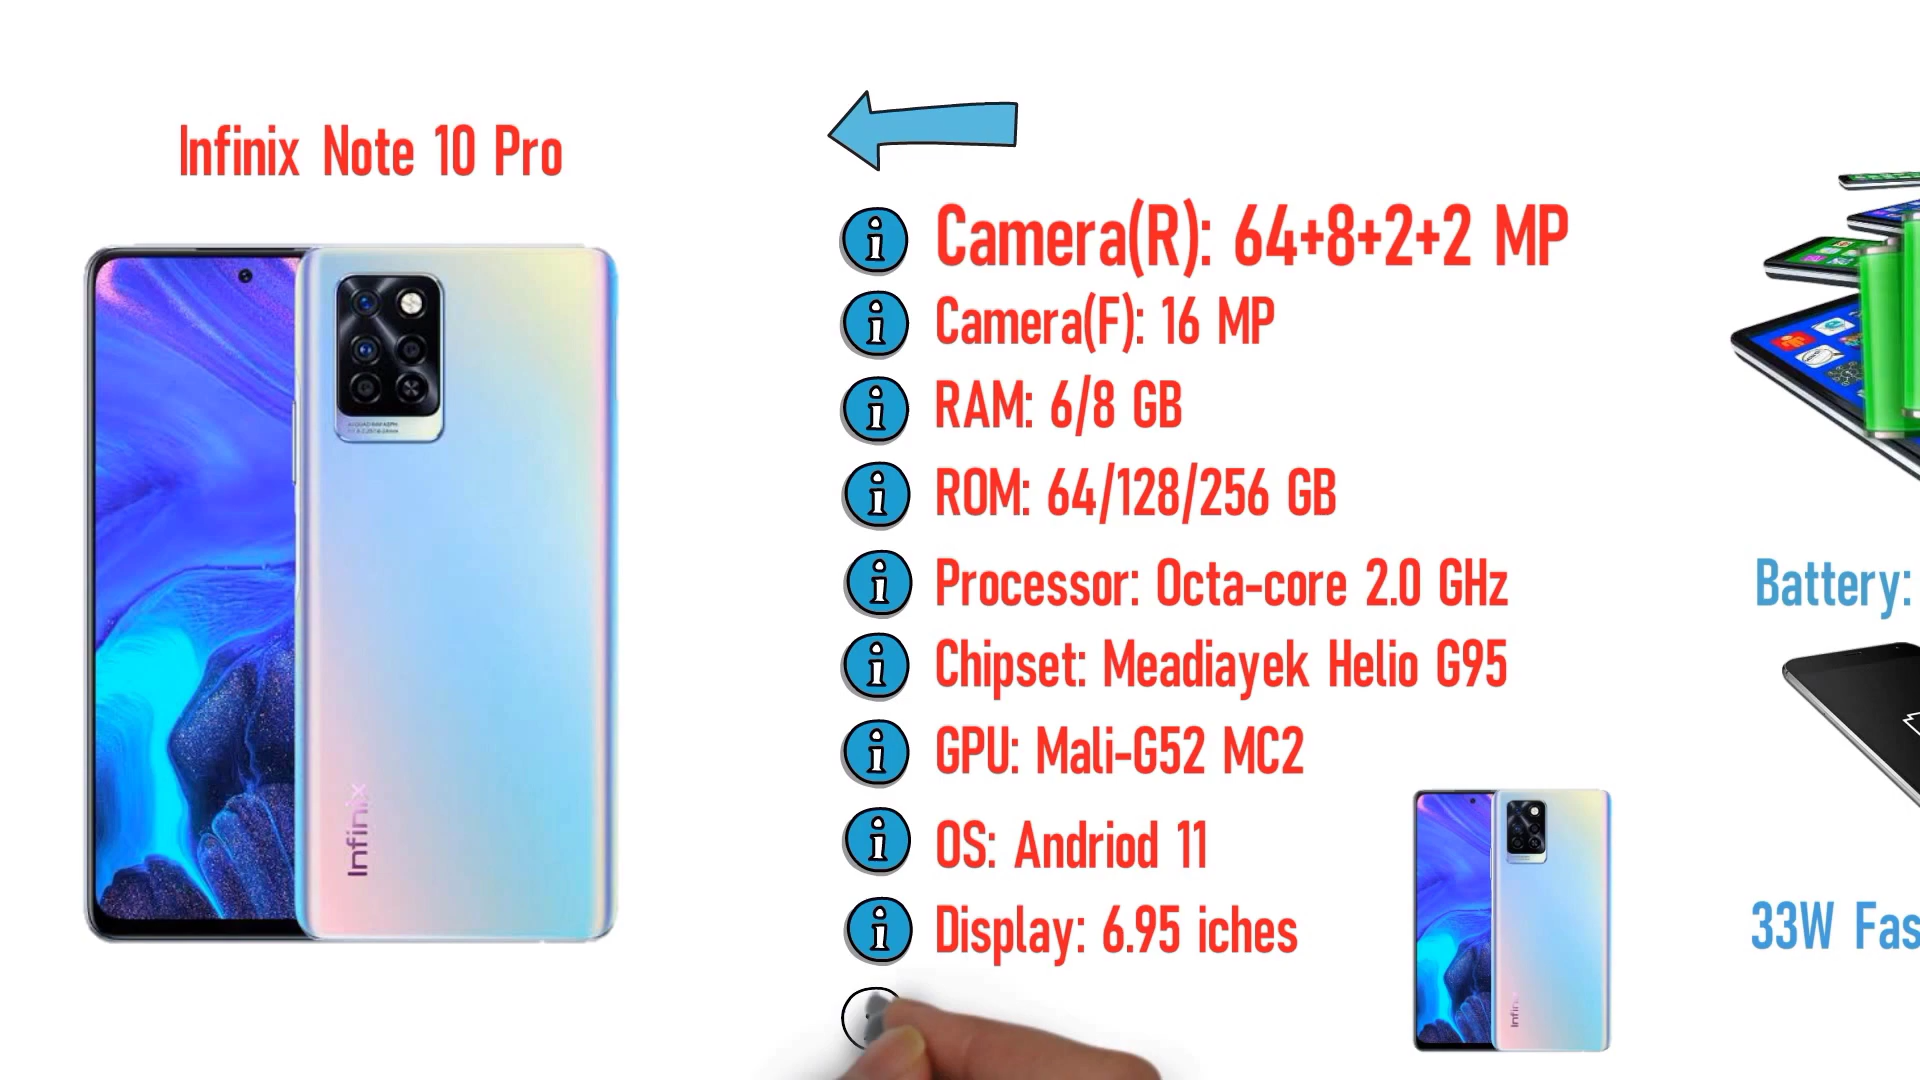 Infinix Note 10 Pro
Camera(R): 64+8+2+2 MP
Camera(F): 16 MP
RAM: 6/8 GB
ROM: 64/128/256 GB
Processor: Octa-core 2.0 GHz
Chipset: Meadiayek Helio G95
GPU: Mali-G52 MC2
OS: Andriod 11
Display: 6.95 iches
Infinix
Infinix
Battery:
33W Fas